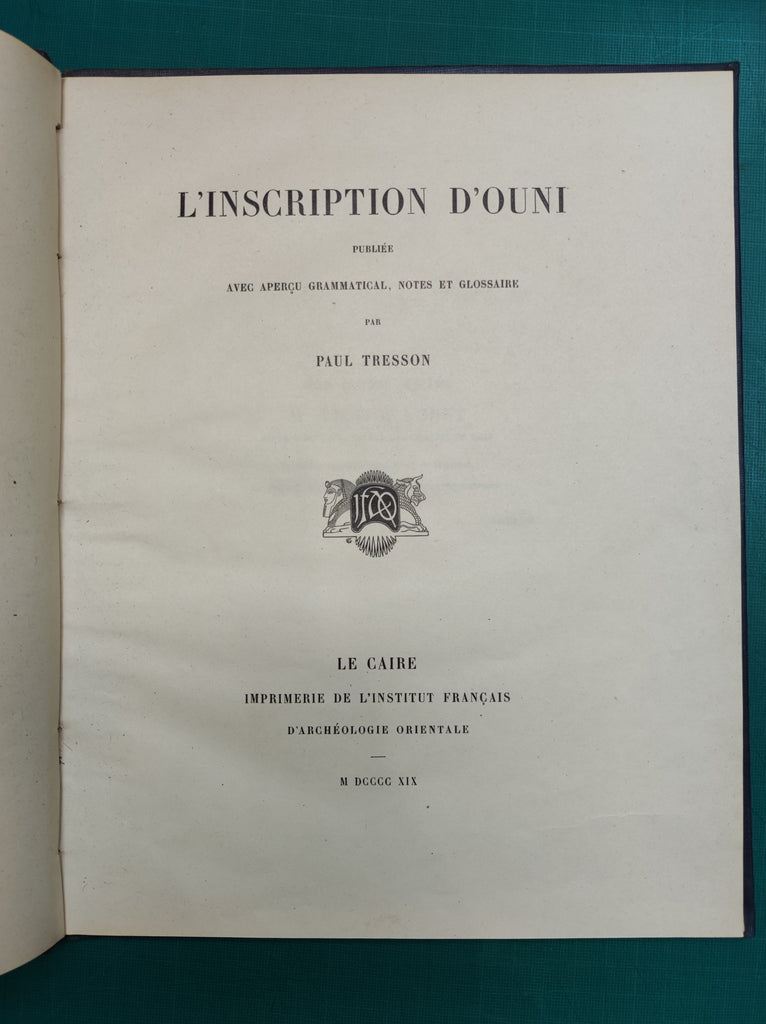 L'INSCRIPTION D'OUNI
PUBLIÉE
AVEC APERÇU GRAMMATICAL, NOTES ET GLOSSAIRE
PAR
PAUL TRESSON
LE CAIRE
IMPRIMERIE DE L'INSTITUT FRANÇAIS
D'ARCHÉOLOGIE ORIENTALE
M DCCCC XIX